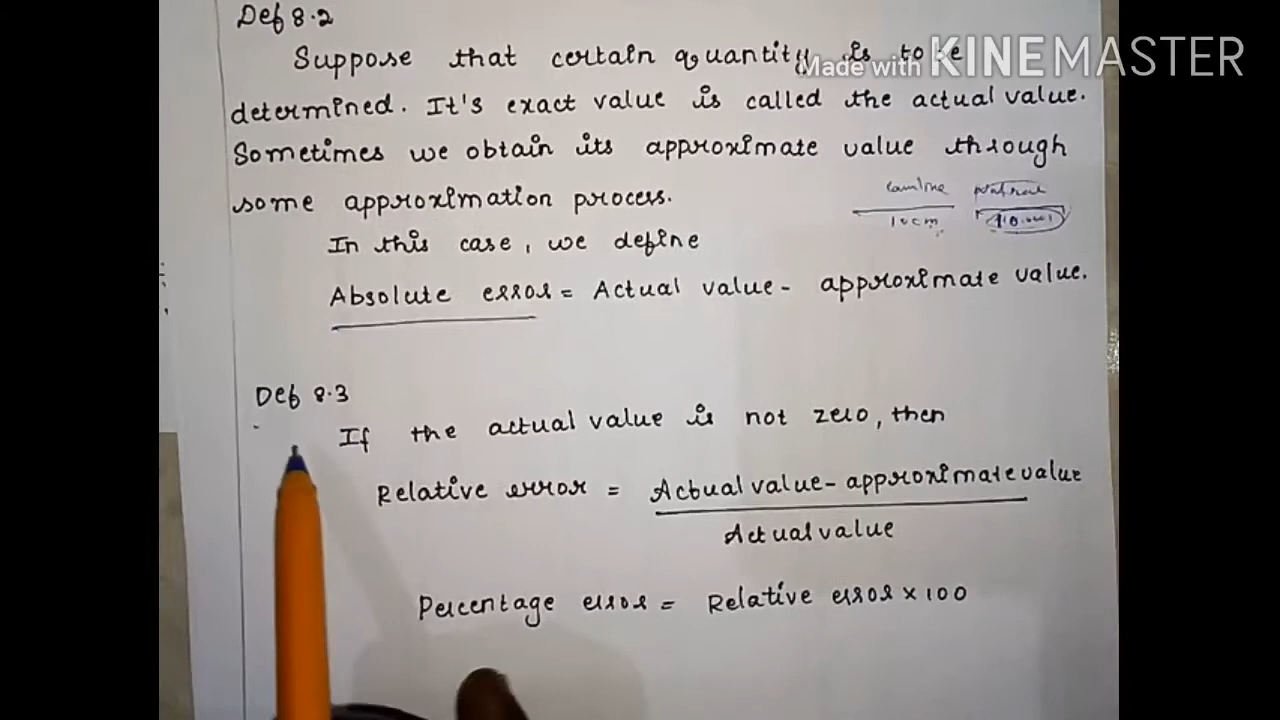 Def 8.2
Suppose that certain quantity is to be
Made with KINEMASTER
determined. It's exact value is called the actual value.
Sometimes we obtain its approximate value through
some approximation process.
10cm
In this case, we define
Absolute error = Actual value - approximate value.
Def 8.3
If the actual value is not zero, then
Relative error = Actual value - approximate value
Actual value
Percentage error = Relative error × 100